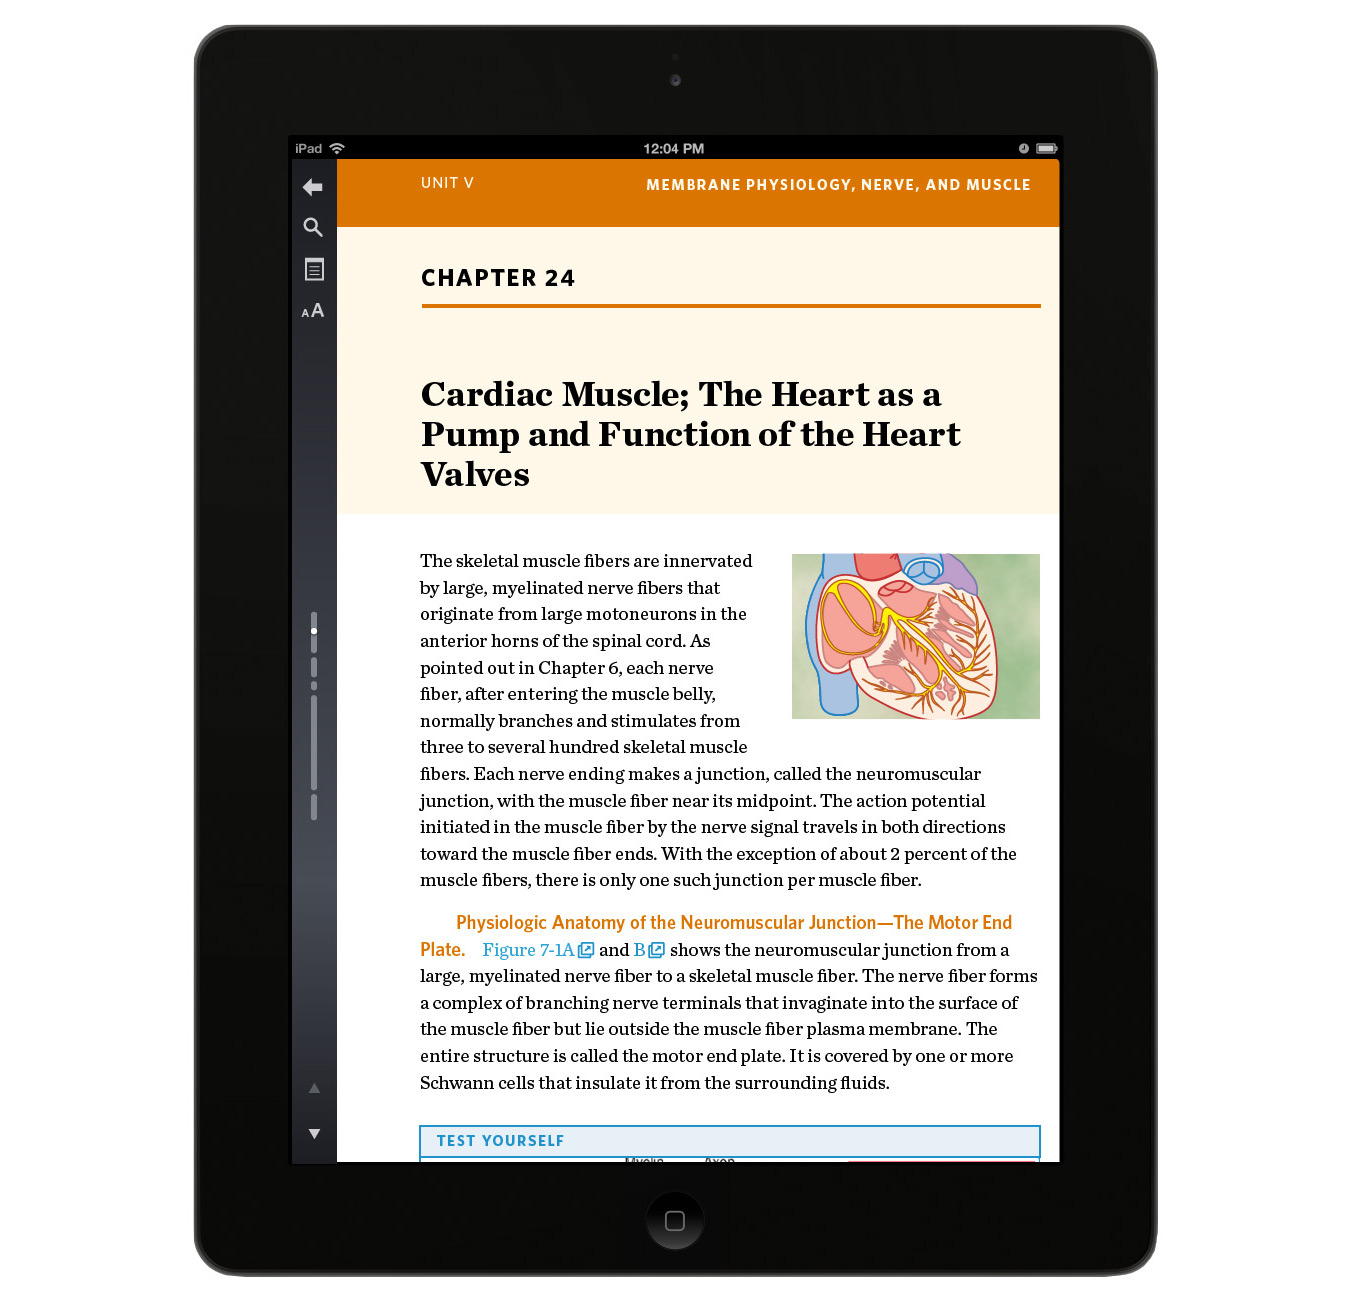 iPad
12:04 PM
UNIT V
MEMBRANE PHYSIOLOGY, NERVE, AND MUSCLE
AA
CHAPTER 24
Cardiac Muscle; The Heart as a
Pump and Function of the Heart
Valves
The skeletal muscle fibers are innervated
by large, myelinated nerve fibers that
originate from large motoneurons in the
anterior horns of the spinal cord. As
pointed out in Chapter 6, each nerve
fiber, after entering the muscle belly,
normally branches and stimulates from
three to several hundred skeletal muscle
fibers. Each nerve ending makes a junction, called the neuromuscular
junction, with the muscle fiber near its midpoint. The action potential
initiated in the muscle fiber by the nerve signal travels in both directions
toward the muscle fiber ends. With the exception of about 2 percent of the
muscle fibers, there is only one such junction per muscle fiber.
Physiologic Anatomy of the Neuromuscular Junction—The Motor End
Plate. Figure 7-1A and B shows the neuromuscular junction from a
large, myelinated nerve fiber to a skeletal muscle fiber. The nerve fiber forms
a complex of branching nerve terminals that invaginate into the surface of
the muscle fiber but lie outside the muscle fiber plasma membrane. The
entire structure is called the motor end plate. It is covered by one or more
Schwann cells that insulate it from the surrounding fluids.
TEST YOURSELF